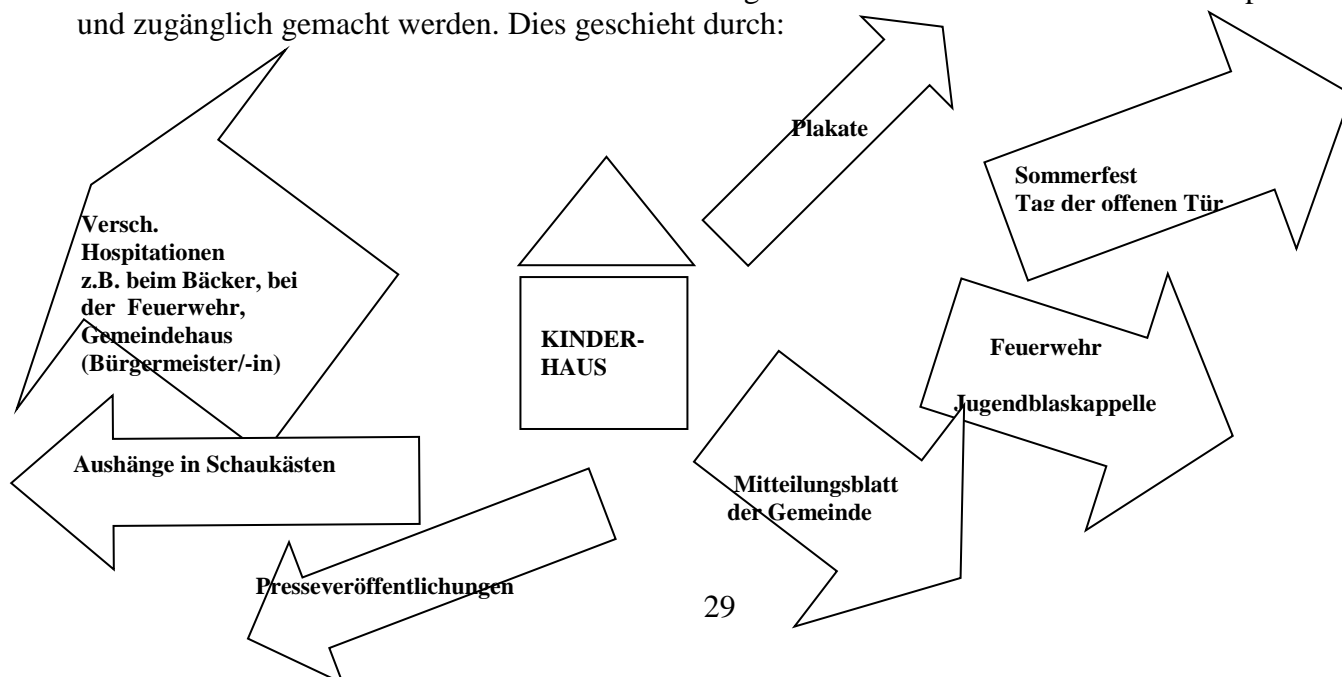 und zugänglich gemacht werden. Dies geschieht durch:
Plakate
Sommerfest
Tag der offenen Tür
Versch.
Hospitationen
z.B. beim Bäcker, bei
der Feuerwehr,
Gemeindehaus
(Bürgermeister/-in)
KINDER-
HAUS
Feuerwehr
Jugendblaskappelle
Aushänge in Schaukästen
Mitteilungsblatt
der Gemeinde
Presseveröffentlichungen
29